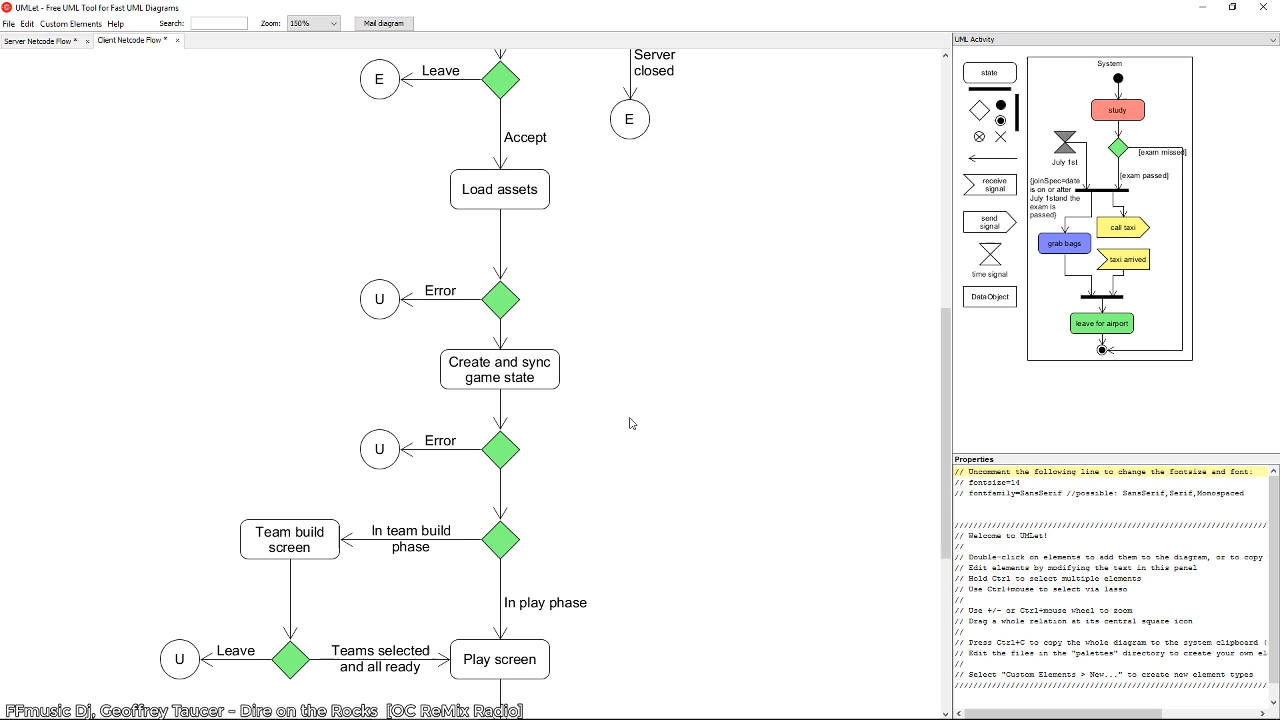 UMLet - Free UML Tool for Fast UML Diagrams
File Edit Custom Elements Help
Search:
Zoom: 150%
Mail diagram
Server Netcode Flow *
Client Netcode Flow *
E
Leave
Server
closed
E
Accept
Load assets
U
Error
Create and sync
game state
U
Error
Team build
screen
In team build
phase
In play phase
U
Leave
Teams selected
and all ready
Play screen
FFmusic Dj, Geoffrey Taucer - Dire on the Rocks [OC ReMix Radio]
UML Activity
state
receive
signal
send
signal
time signal
DataObject
System
study
July 1st
[exam missed]
[exam passed]
{joinSpec=date
is on or after
July 1stand the
exam is
passed}
call taxi
grab bags
taxi arrived
leave for airport
Properties
// Uncomment the following line to change the fontsize and font:
// fontsize=14
// fontfamily=SansSerif //possible: SansSerif,Serif,Monospaced
//////////////////////////////////////////////////////////////////
// Welcome to UMLet!
//
// Double-click on elements to add them to the diagram, or to copy
// Edit elements by modifying the text in this panel
// Hold Ctrl to select multiple elements
// Use Ctrl+mouse to select via lasso
//
// Use +/- or Ctrl+mouse wheel to zoom
// Drag a whole relation at its central square icon
//
// Press Ctrl+C to copy the whole diagram to the system clipboard (
// Edit the files in the "palettes" directory to create your own el
//
// Select "Custom Elements > New..." to create new element types
//////////////////////////////////////////////////////////////////